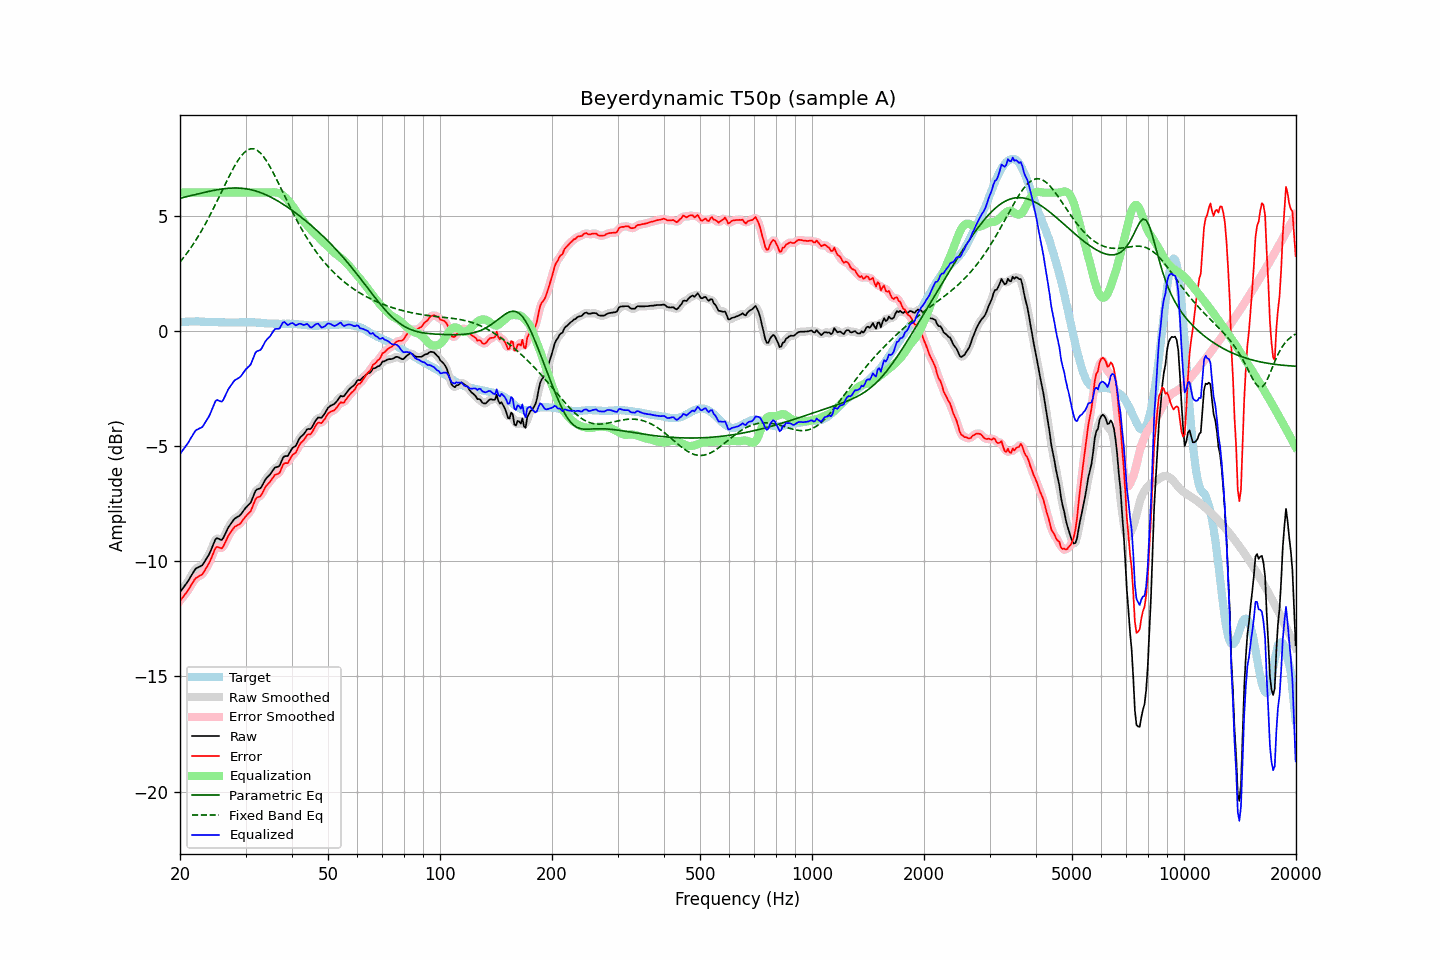 Beyerdynamic T50p (sample A)
Amplitude (dBr)
5
0
−5
−10
−15
−20
Target
Raw Smoothed
Error Smoothed
Raw
Error
Equalization
Parametric Eq
Fixed Band Eq
Equalized
20 50 100 200 500 1000 2000 5000 10000 20000
Frequency (Hz)